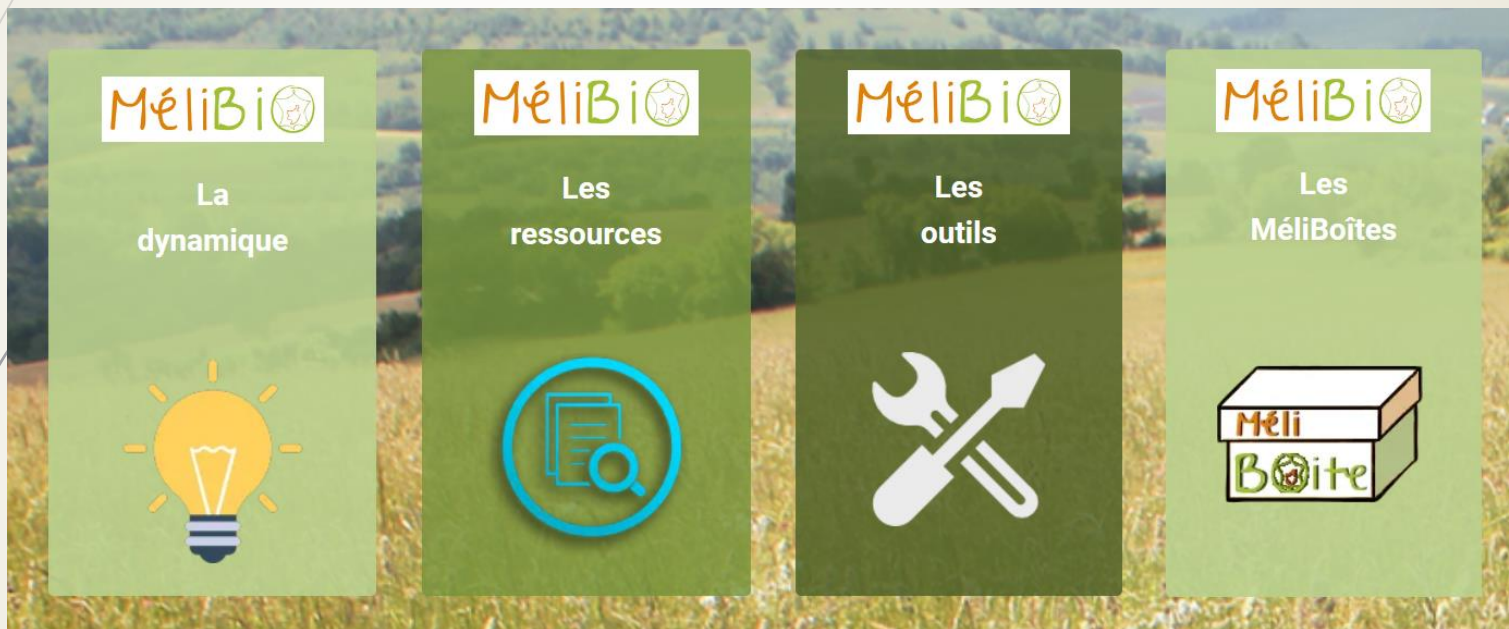 MéliBio
La
dynamique
MéliBio
Les
ressources
MéliBio
Les
outils
MéliBio
Les
MéliBoîtes
Méli
Boite